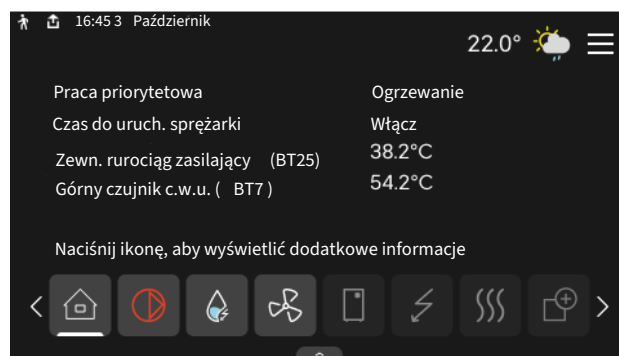 16:45 3 Październik
22.0°
Praca priorytetowa Ogrzewanie
Czas do uruch. sprężarki Włącz
Zewn. rurociąg zasilający (BT25) 38.2°C
Górny czujnik c.w.u. ( BT7 ) 54.2°C
Naciśnij ikonę, aby wyświetlić dodatkowe informacje